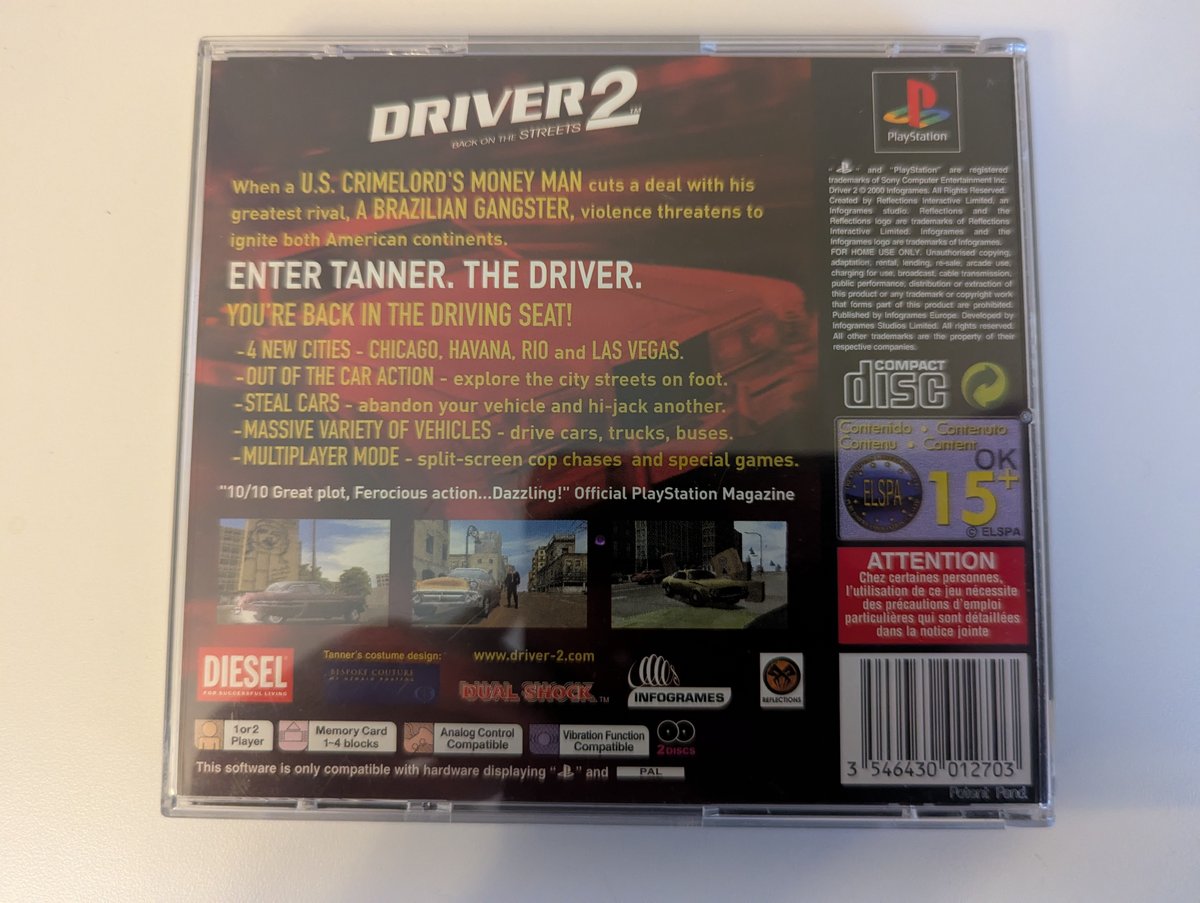 DRIVER 2™
BACK ON THE STREETS
When a U.S. CRIMELORD'S MONEY MAN cuts a deal with his
greatest rival, A BRAZILIAN GANGSTER, violence threatens to
ignite both American continents.
ENTER TANNER. THE DRIVER.
YOU'RE BACK IN THE DRIVING SEAT!
-4 NEW CITIES - CHICAGO, HAVANA, RIO and LAS VEGAS.
-OUT OF THE CAR ACTION - explore the city streets on foot.
-STEAL CARS - abandon your vehicle and hi-jack another.
-MASSIVE VARIETY OF VEHICLES - drive cars, trucks, buses.
-MULTIPLAYER MODE - split-screen cop chases and special games.
"10/10 Great plot, Ferocious action...Dazzling!" Official PlayStation Magazine
DIESEL
FOR SUCCESSFUL LIVING
Tanner's costume design:
BESPOKE COUTURE
www.driver-2.com
DUAL SHOCK™
INFOGRAMES
REFLECTIONS
1 or 2
Player
Memory Card
1~4 blocks
Analog Control
Compatible
Vibration Function
Compatible
2 DISCS
This software is only compatible with hardware displaying " " and PAL
PlayStation
" " and "PlayStation" are registered
trademarks of Sony Computer Entertainment Inc.
Driver 2 © 2000 Infogrames. All Rights Reserved.
Created by Reflections Interactive Limited, an
Infogrames studio. Reflections and the
Reflections logo are trademarks of Reflections
Interactive Limited. Infogrames and the
Infogrames logo are trademarks of Infogrames.
FOR HOME USE ONLY. Unauthorised copying,
adaptation, rental, lending, re-sale, arcade use,
charging for use, broadcast, cable transmission,
public performance, distribution or extraction of
this product or any trademark or copyright work
that forms part of this product are prohibited.
Published by Infogrames Europe. Developed by
Infogrames Studios Limited. All rights reserved.
All other trademarks are the property of their
respective companies.
COMPACT
disc
Contenido • Contenuto
Contenu • Content
OK
ELSPA
15+
© ELSPA
ATTENTION
Chez certaines personnes,
l'utilisation de ce jeu nécessite
des précautions d'emploi
particulières qui sont détaillées
dans la notice jointe
3 546430 012703
Patent Pend.